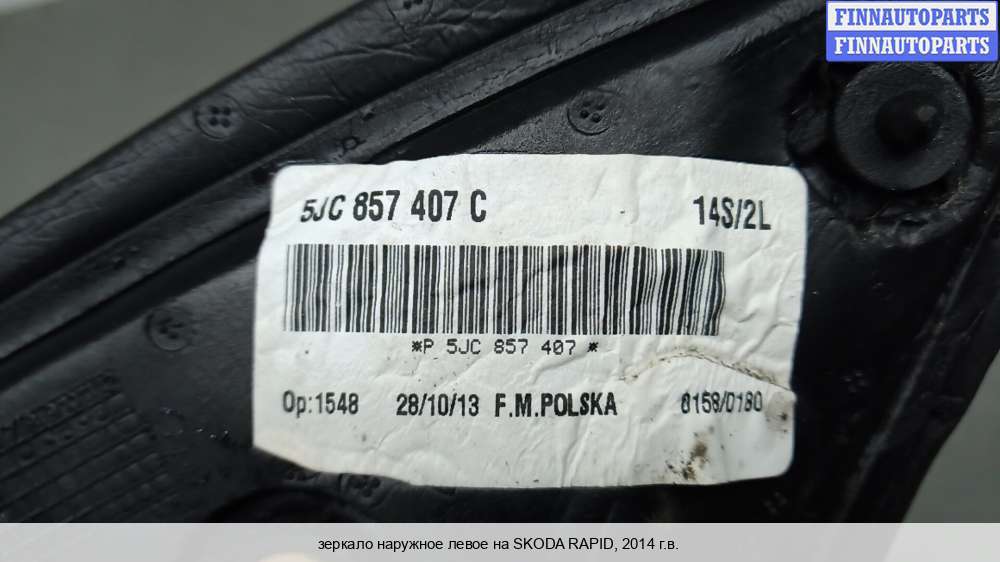 FINNAUTOPARTS
FINNAUTOPARTS
5JC 857 407 C
14S/2L
*P 5JC 857 407 *
Op:1548 28/10/13 F.M.POLSKA 8158/0180
зеркало наружное левое на SKODA RAPID, 2014 г.в.